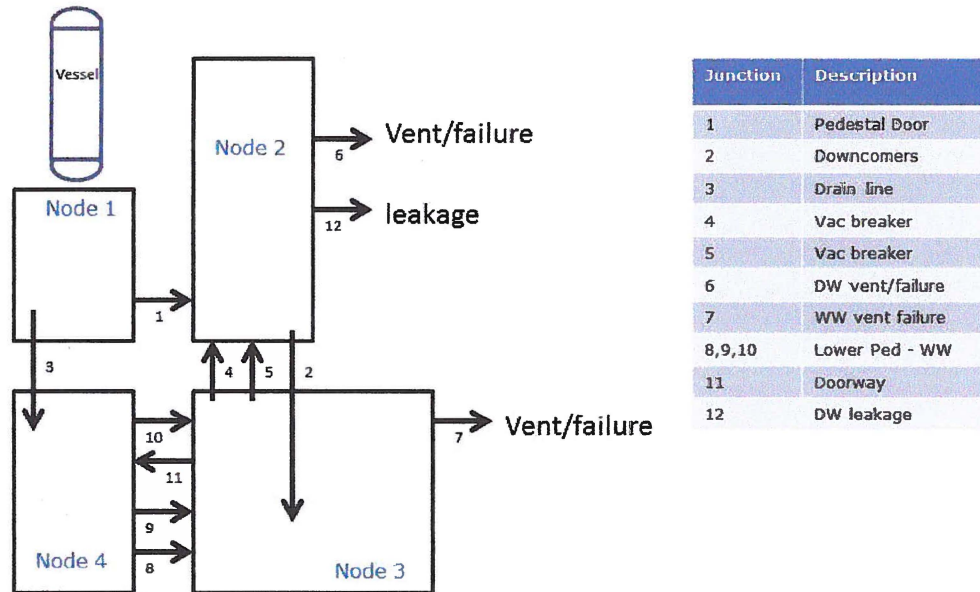 Vessel
Node 1
Node 2
Vent/failure
6
leakage
12
1
3
4
5
2
10
11
9
8
Vent/failure
7
Node 4
Node 3
Junction Description
1 Pedestal Door
2 Downcomers
3 Drain line
4 Vac breaker
5 Vac breaker
6 DW vent/failure
7 WW vent failure
8,9,10 Lower Ped - WW
11 Doorway
12 DW leakage